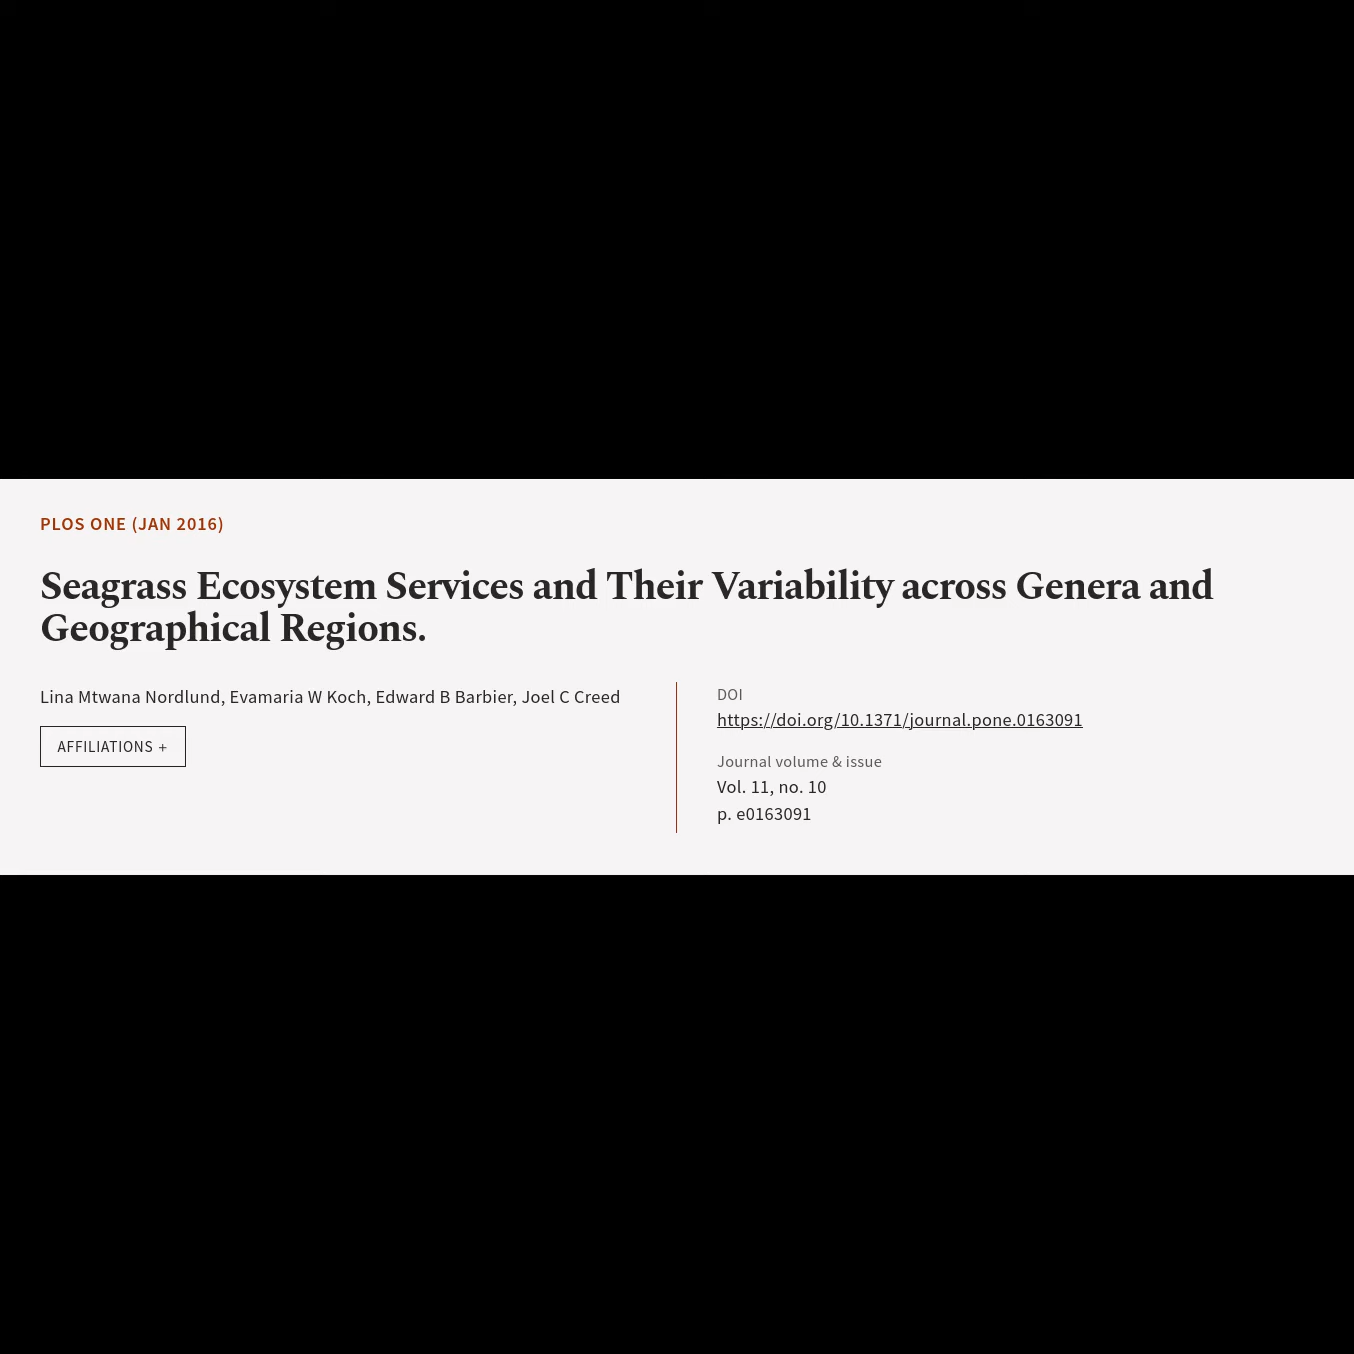 PLOS ONE (JAN 2016)
Seagrass Ecosystem Services and Their Variability across Genera and
Geographical Regions.
Lina Mtwana Nordlund, Evamaria W Koch, Edward B Barbier, Joel C Creed
AFFILIATIONS +
DOI
https://doi.org/10.1371/journal.pone.0163091
Journal volume & issue
Vol. 11, no. 10
p. e0163091